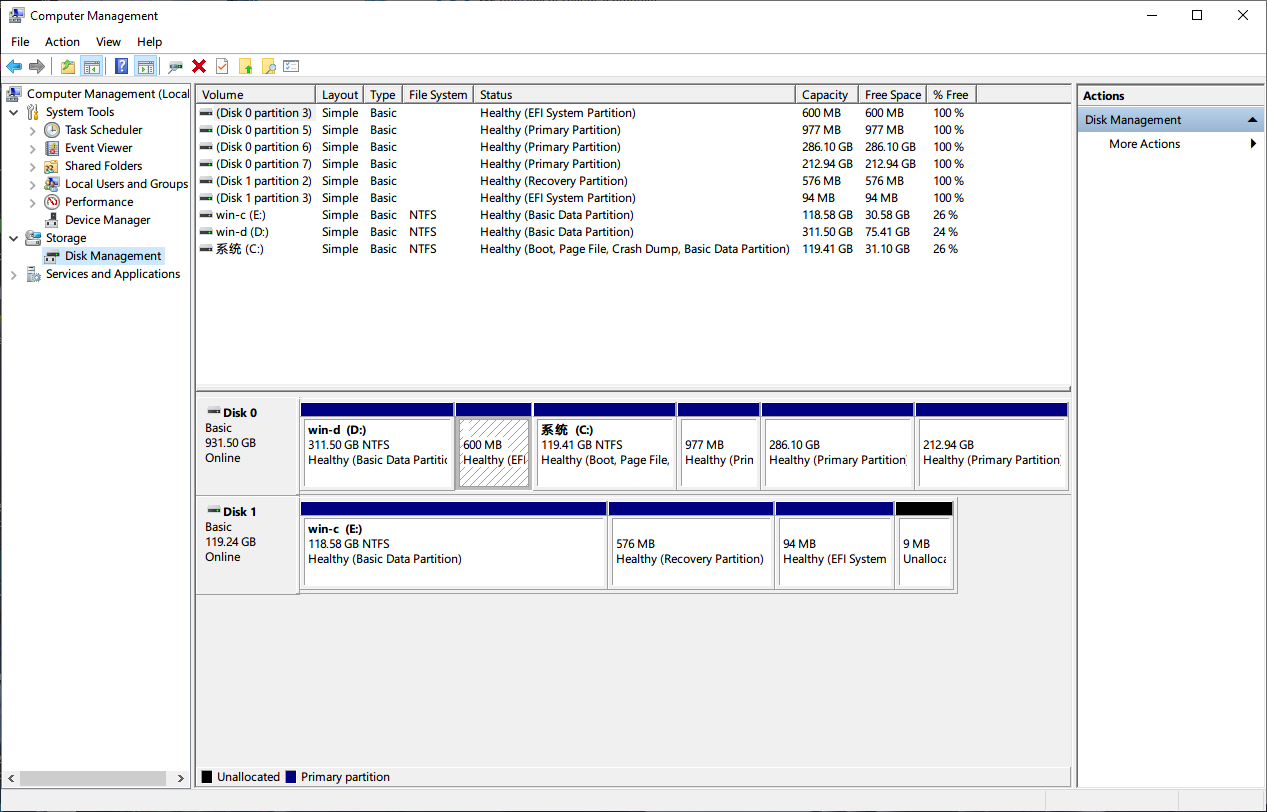 Computer Management
File Action View Help
Computer Management (Local
System Tools
Task Scheduler
Event Viewer
Shared Folders
Local Users and Groups
Performance
Device Manager
Storage
Disk Management
Services and Applications
Volume Layout Type File System Status Capacity Free Space % Free
(Disk 0 partition 3) Simple Basic Healthy (EFI System Partition) 600 MB 600 MB 100 %
(Disk 0 partition 5) Simple Basic Healthy (Primary Partition) 977 MB 977 MB 100 %
(Disk 0 partition 6) Simple Basic Healthy (Primary Partition) 286.10 GB 286.10 GB 100 %
(Disk 0 partition 7) Simple Basic Healthy (Primary Partition) 212.94 GB 212.94 GB 100 %
(Disk 1 partition 2) Simple Basic Healthy (Recovery Partition) 576 MB 576 MB 100 %
(Disk 1 partition 3) Simple Basic Healthy (EFI System Partition) 94 MB 94 MB 100 %
win-c (E:) Simple Basic NTFS Healthy (Basic Data Partition) 118.58 GB 30.58 GB 26 %
win-d (D:) Simple Basic NTFS Healthy (Basic Data Partition) 311.50 GB 75.41 GB 24 %
系统 (C:) Simple Basic NTFS Healthy (Boot, Page File, Crash Dump, Basic Data Partition) 119.41 GB 31.10 GB 26 %
Disk 0
Basic
931.50 GB
Online
win-d (D:)
311.50 GB NTFS
Healthy (Basic Data Partitic
600 MB
Healthy (EFI
系统 (C:)
119.41 GB NTFS
Healthy (Boot, Page File,
977 MB
Healthy (Prin
286.10 GB
Healthy (Primary Partition)
212.94 GB
Healthy (Primary Partition)
Disk 1
Basic
119.24 GB
Online
win-c (E:)
118.58 GB NTFS
Healthy (Basic Data Partition)
576 MB
Healthy (Recovery Partition)
94 MB
Healthy (EFI System
9 MB
Unalloca
Unallocated Primary partition
Actions
Disk Management
More Actions